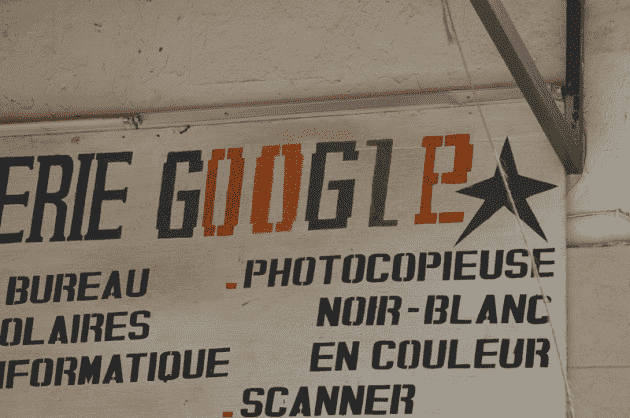 ERIE GOOGLE
BUREAU
OLAIRES
NFORMATIQUE
.PHOTOCOPIEUSE
NOIR-BLANC
EN COULEUR
.SCANNER